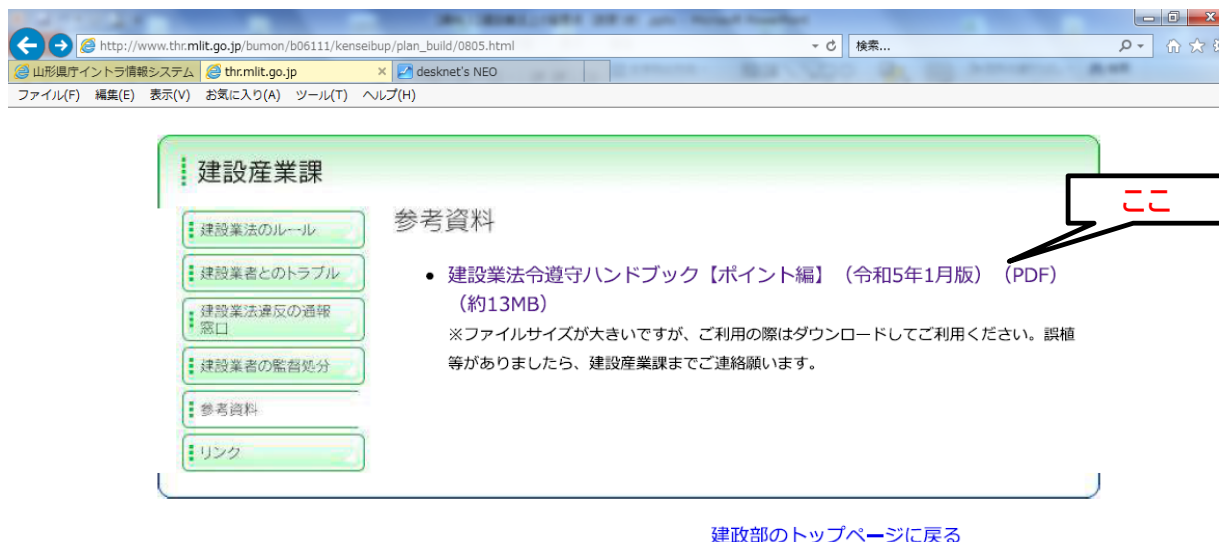 http://www.thr.mlit.go.jp/bumon/b06111/kenseibup/plan_build/0805.html
検索...
山形県庁イントラ情報システム
thr.mlit.go.jp
desknet's NEO
ファイル(F) 編集(E) 表示(V) お気に入り(A) ツール(T) ヘルプ(H)
建設産業課
ここ
参考資料
建設業法のルール
建設業者とのトラブル
建設業法違反の通報
窓口
建設業者の監督処分
参考資料
リンク
• 建設業法令遵守ハンドブック【ポイント編】（令和5年1月版）（PDF）
（約13MB）
※ファイルサイズが大きいですが、ご利用の際はダウンロードしてご利用ください。誤植
等がありましたら、建設産業課までご連絡願います。
建政部のトップページに戻る